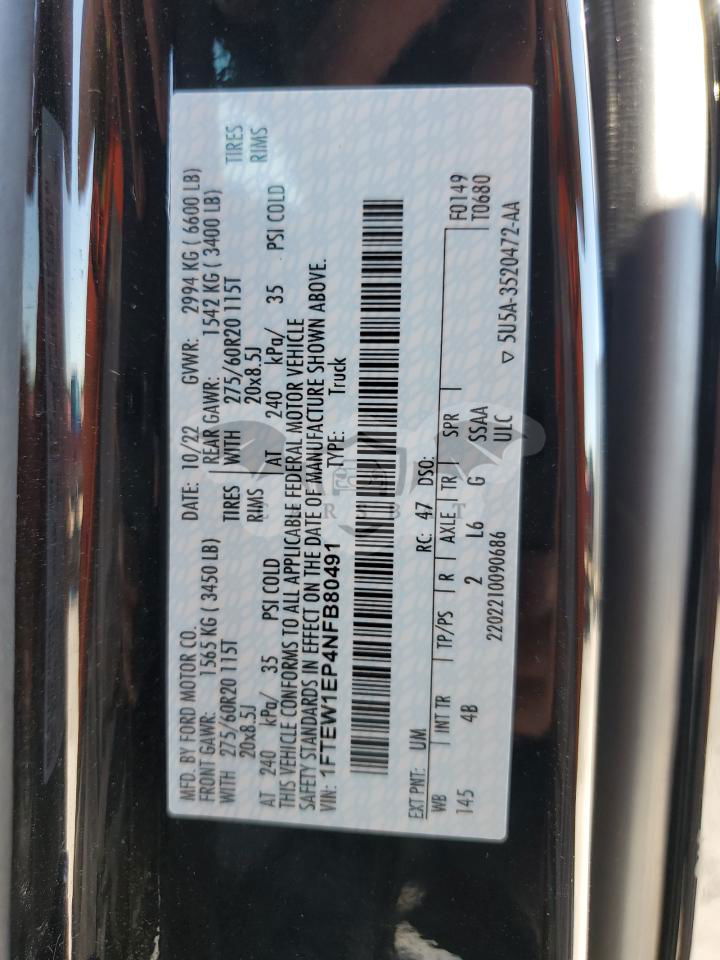 MFD. BY FORD MOTOR CO. DATE: 10/22 GVWR: 2994 KG ( 6600 LB)
FRONT GAWR: 1565 KG ( 3450 LB) REAR GAWR: 1542 KG ( 3400 LB)
WITH 275/60R20 115T TIRES WITH 275/60R20 115T TIRES
20x8.5J RIMS 20x8.5J RIMS
AT 240 kPa/ 35 PSI COLD AT 240 kPa/ 35 PSI COLD
THIS VEHICLE CONFORMS TO ALL APPLICABLE FEDERAL MOTOR VEHICLE
SAFETY STANDARDS IN EFFECT ON THE DATE OF MANUFACTURE SHOWN ABOVE.
VIN: 1FTEW1EP4NFB80491 TYPE: Truck
F0149
EXT PNT: UM RC: 47 DSO: T0680
WB INT TR TP/PS R AXLE TR SPR
145 4B 2 L6 G SSAA
2202210090686 ULC ▽ 5U5A-3520472-AA